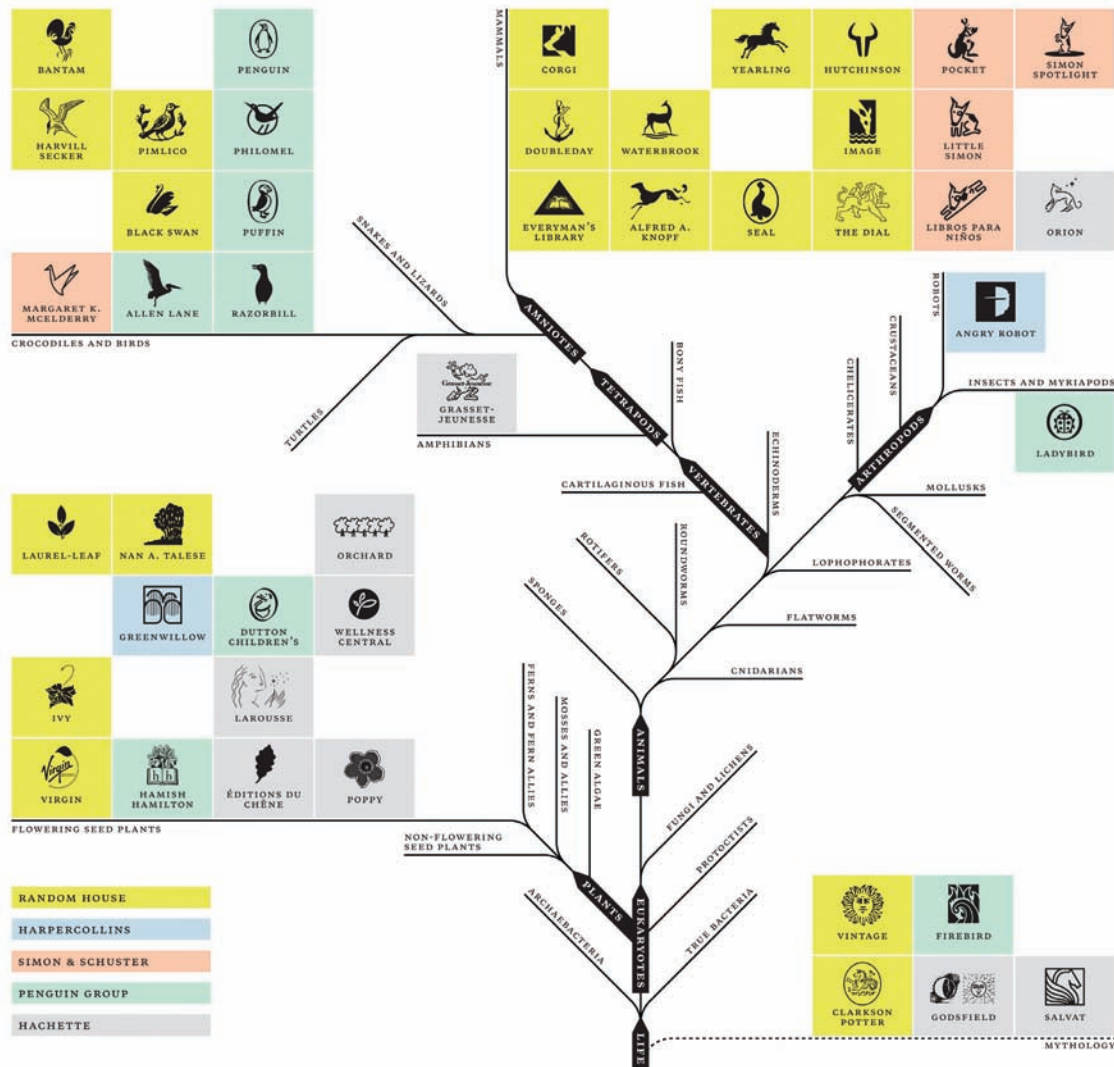 BANTAM
PENGUIN
HARVILL
SECKER
PIMLICO
PHILOMEL
BLACK SWAN
PUFFIN
MARGARET K.
MCELDERRY
ALLEN LANE
RAZORBILL
CROCODILES AND BIRDS
SNAKES AND LIZARDS
TURTLES
MAMMALS
CORGI
YEARLING
HUTCHINSON
POCKET
SIMON
SPOTLIGHT
DOUBLEDAY
WATERBROOK
IMAGE
LITTLE
SIMON
EVERYMAN'S
LIBRARY
ALFRED A.
KNOPF
SEAL
THE DIAL
LIBROS PARA
NIÑOS
ORION
AMNIOTES
TETRAPODS
Grasset-Jeunesse
GRASSET-
JEUNESSE
AMPHIBIANS
BONY FISH
CARTILAGINOUS FISH
VERTEBRATES
ECHINODERMS
CHELICERATES
CRUSTACEANS
ROBOTS
ANGRY ROBOT
INSECTS AND MYRIAPODS
LADYBIRD
ARTHROPODS
MOLLUSKS
SEGMENTED WORMS
LOPHOPHORATES
FLATWORMS
CNIDARIANS
ROUNDWORMS
ROTIFERS
SPONGES
ANIMALS
LAUREL-LEAF
NAN A. TALESE
ORCHARD
GREENWILLOW
DUTTON
CHILDREN'S
WELLNESS
CENTRAL
IVY
LAROUSSE
Virgin
BOOKS
VIRGIN
h h
HAMISH
HAMILTON
ÉDITIONS DU
CHÊNE
POPPY
FLOWERING SEED PLANTS
NON-FLOWERING
SEED PLANTS
FERNS AND FERN ALLIES
MOSSES AND ALLIES
GREEN ALGAE
PLANTS
FUNGI AND LICHENS
PROTOCTISTS
EUKARYOTES
ARCHAEBACTERIA
TRUE BACTERIA
LIFE
RANDOM HOUSE
HARPERCOLLINS
SIMON & SCHUSTER
PENGUIN GROUP
HACHETTE
VINTAGE
FIREBIRD
CLARKSON
POTTER
GODSFIELD
SALVAT
MYTHOLOGY